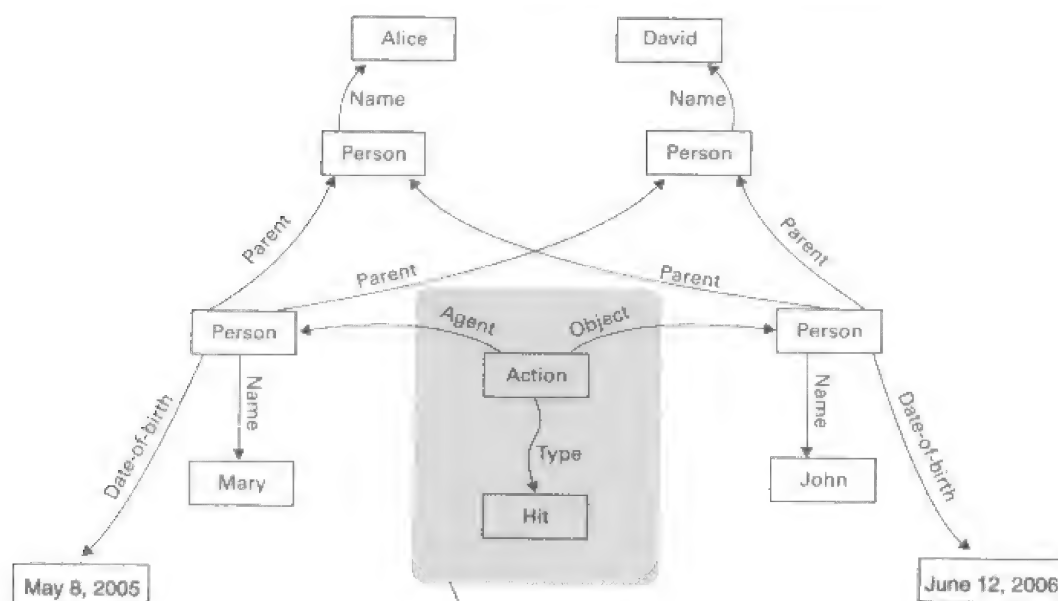 Alice
David
Name
Name
Person
Person
Parent
Parent
Parent
Parent
Person
Agent
Object
Person
Action
Name
Name
Date-of-birth
Date-of-birth
Type
Mary
John
Hit
May 8, 2005
June 12, 2006